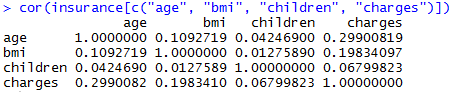 > cor(insurance[c("age", "bmi", "children", "charges")])
age bmi children charges
age 1.0000000 0.1092719 0.04246900 0.29900819
bmi 0.1092719 1.0000000 0.01275890 0.19834097
children 0.0424690 0.0127589 1.00000000 0.06799823
charges 0.2990082 0.1983410 0.06799823 1.00000000